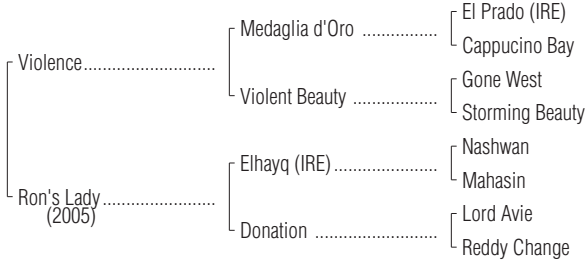 El Prado (IRE)
Medaglia d'Oro ................
Cappucino Bay
Violence............................
Gone West
Violent Beauty ..................
Storming Beauty
Nashwan
Elhayq (IRE)......................
Mahasin
Ron's Lady........................
(2005)
Lord Avie
Donation ..........................
Reddy Change